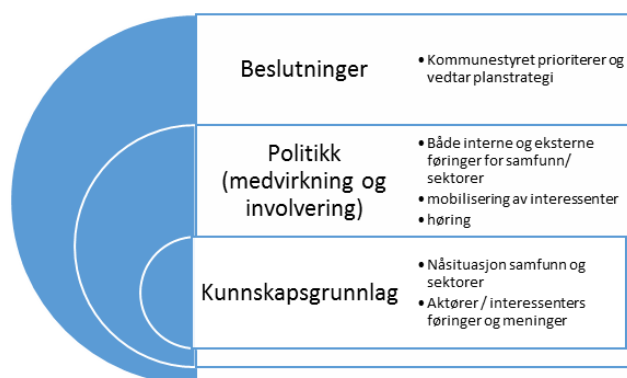 Beslutninger
• Kommunestyret prioriterer og
vedtar planstrategi
Politikk
(medvirkning og
involvering)
• Både interne og eksterne
føringer for samfunn/
sektorer
• mobilisering av interessenter
• høring
Kunnskapsgrunnlag
• Nåsituasjon samfunn og
sektorer
• Aktører / interessenters
føringer og meninger